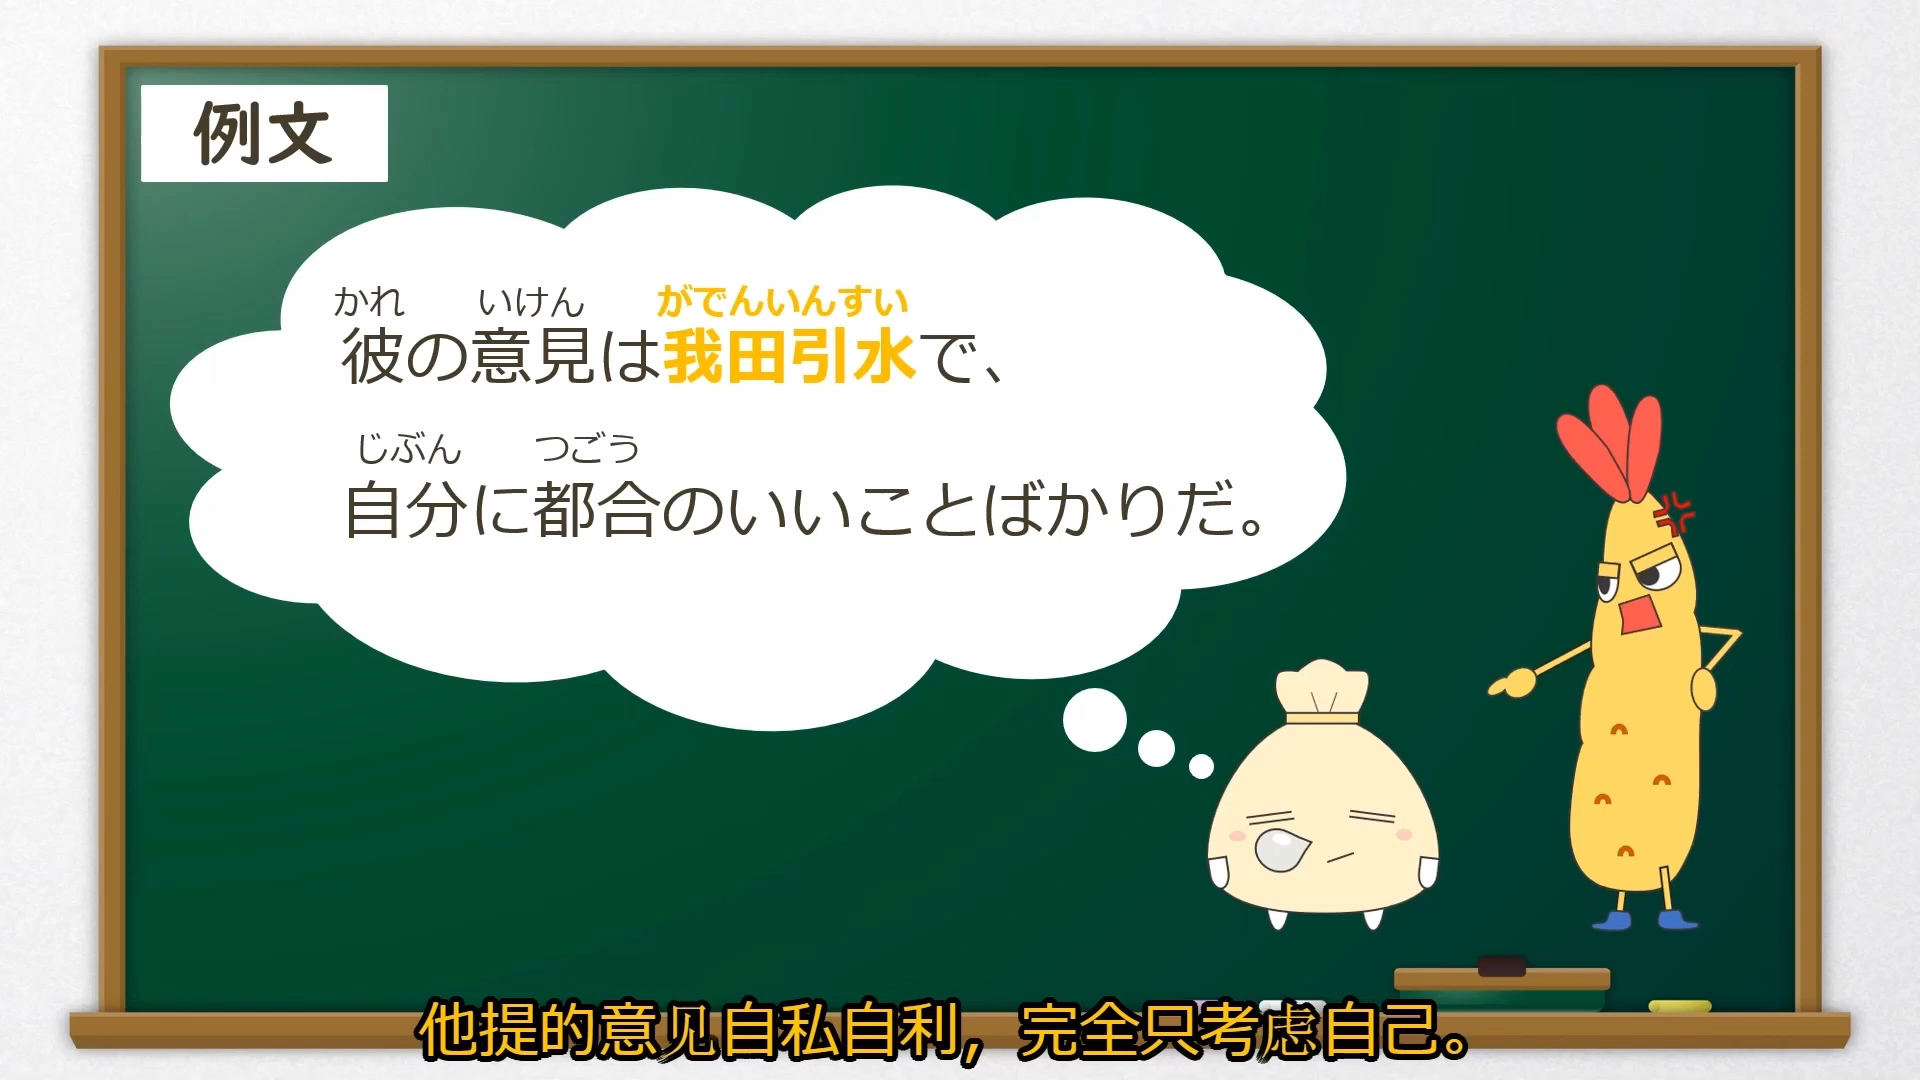 例文
かれ いけん がでんいんすい
彼の意見は我田引水で、
じぶん つごう
自分に都合のいいことばかりだ。
他提的意见自私自利，完全只考虑自己。